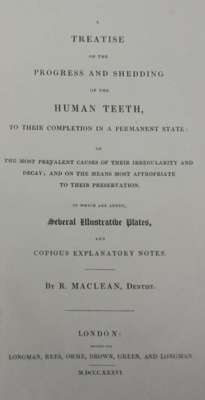 A
TREATISE
ON THE
PROGRESS AND SHEDDING
OF THE
HUMAN TEETH,
TO THEIR COMPLETION IN A PERMANENT STATE:
ON
THE MOST PREVALENT CAUSES OF THEIR IRREGULARITY AND
DECAY; AND ON THE MEANS MOST APPROPRIATE
TO THEIR PRESERVATION.
TO WHICH ARE ADDED,
Several Illustrative Plates,
AND
COPIOUS EXPLANATORY NOTES.
BY R. MACLEAN, DENTIST.
LONDON:
PRINTED FOR
LONGMAN, REES, ORME, BROWN, GREEN, AND LONGMAN.
MDCCCXXXVI.